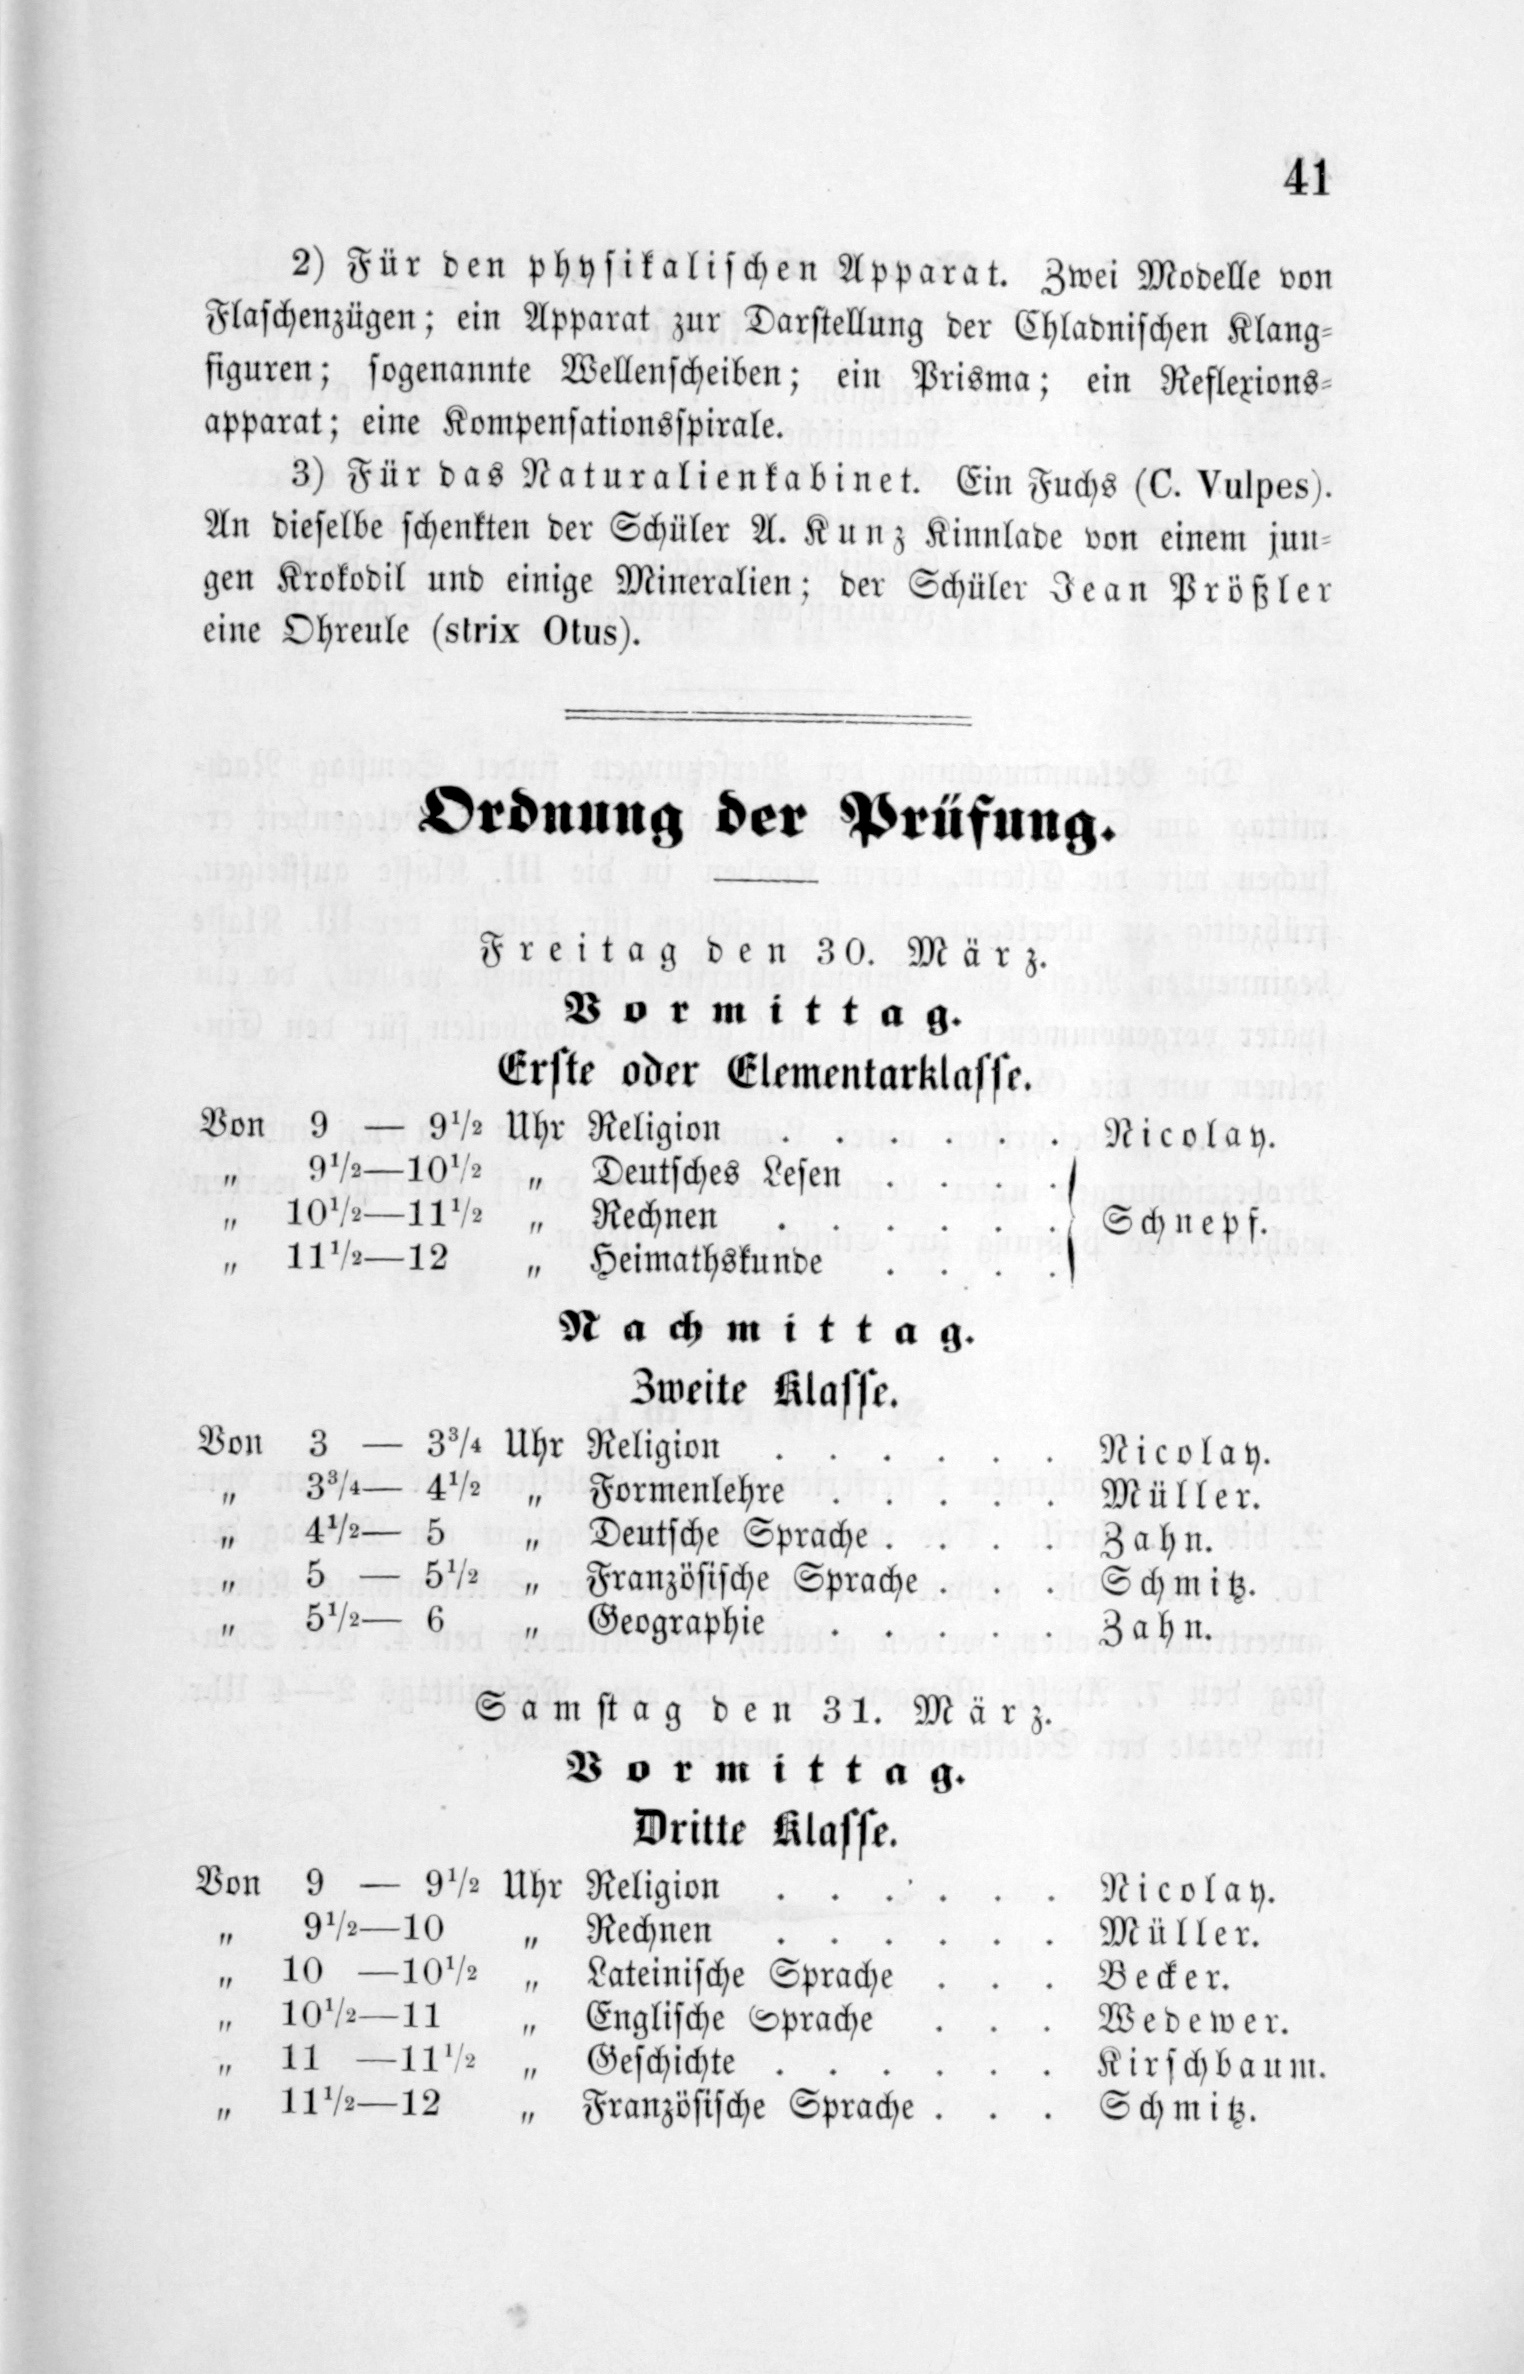 41
2) Für den physikalischen Apparat. Zwei Modelle von
Flaschenzügen; ein Apparat zur Darstellung der Chladnischen Klang-
figuren; sogenannte Wellenscheiben; ein Prisma; ein Reflexions-
apparat; eine Kompensationsspirale.
3) Für das Naturalienkabinet. Ein Fuchs (C. Vulpes).
An dieselbe schenkten der Schüler A. Kunz Kinnlade von einem jun-
gen Krokodil und einige Mineralien; der Schüler Jean Prößler
eine Ohreule (strix Otus).
Ordnung der Prüfung.
Freitag den 30. März.
Vormittag.
Erste oder Elementarklasse.
Von 9 — 9½ Uhr Religion . . . . . . Nicolay.
„ 9½—10½ „ Deutsches Lesen . . . .
„ 10½—11½ „ Rechnen . . . . . . Schnepf.
„ 11½—12 „ Heimathskunde . . . .
Nachmittag.
Zweite Klasse.
Von 3 — 3¾ Uhr Religion . . . . . . Nicolay.
„ 3¾— 4½ „ Formenlehre . . . . . Müller.
„ 4½— 5 „ Deutsche Sprache . . . . Zahn.
„ 5 — 5½ „ Französische Sprache . . . Schmitz.
„ 5½— 6 „ Geographie . . . . . Zahn.
Samstag den 31. März.
Vormittag.
Dritte Klasse.
Von 9 — 9½ Uhr Religion . . . . . . Nicolay.
„ 9½—10 „ Rechnen . . . . . . Müller.
„ 10 —10½ „ Lateinische Sprache . . . Becker.
„ 10½—11 „ Englische Sprache . . . Wedewer.
„ 11 —11½ „ Geschichte . . . . . . Kirschbaum.
„ 11½—12 „ Französische Sprache . . . Schmitz.